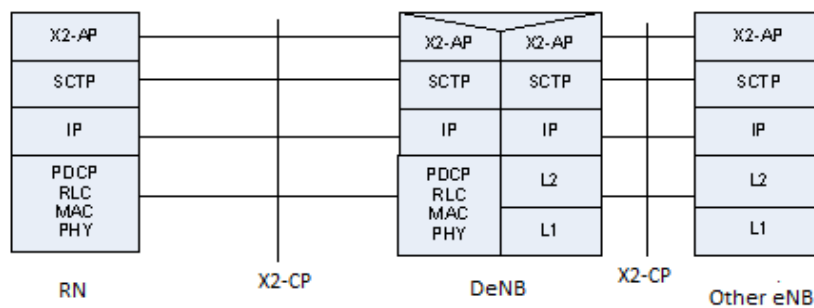 X2-AP
SCTP
IP
PDCP
RLC
MAC
PHY
RN
X2-CP
X2-AP X2-AP
SCTP SCTP
IP IP
PDCP
RLC
MAC
PHY
L2
L1
DeNB
X2-CP
X2-AP
SCTP
IP
L2
L1
Other eNB